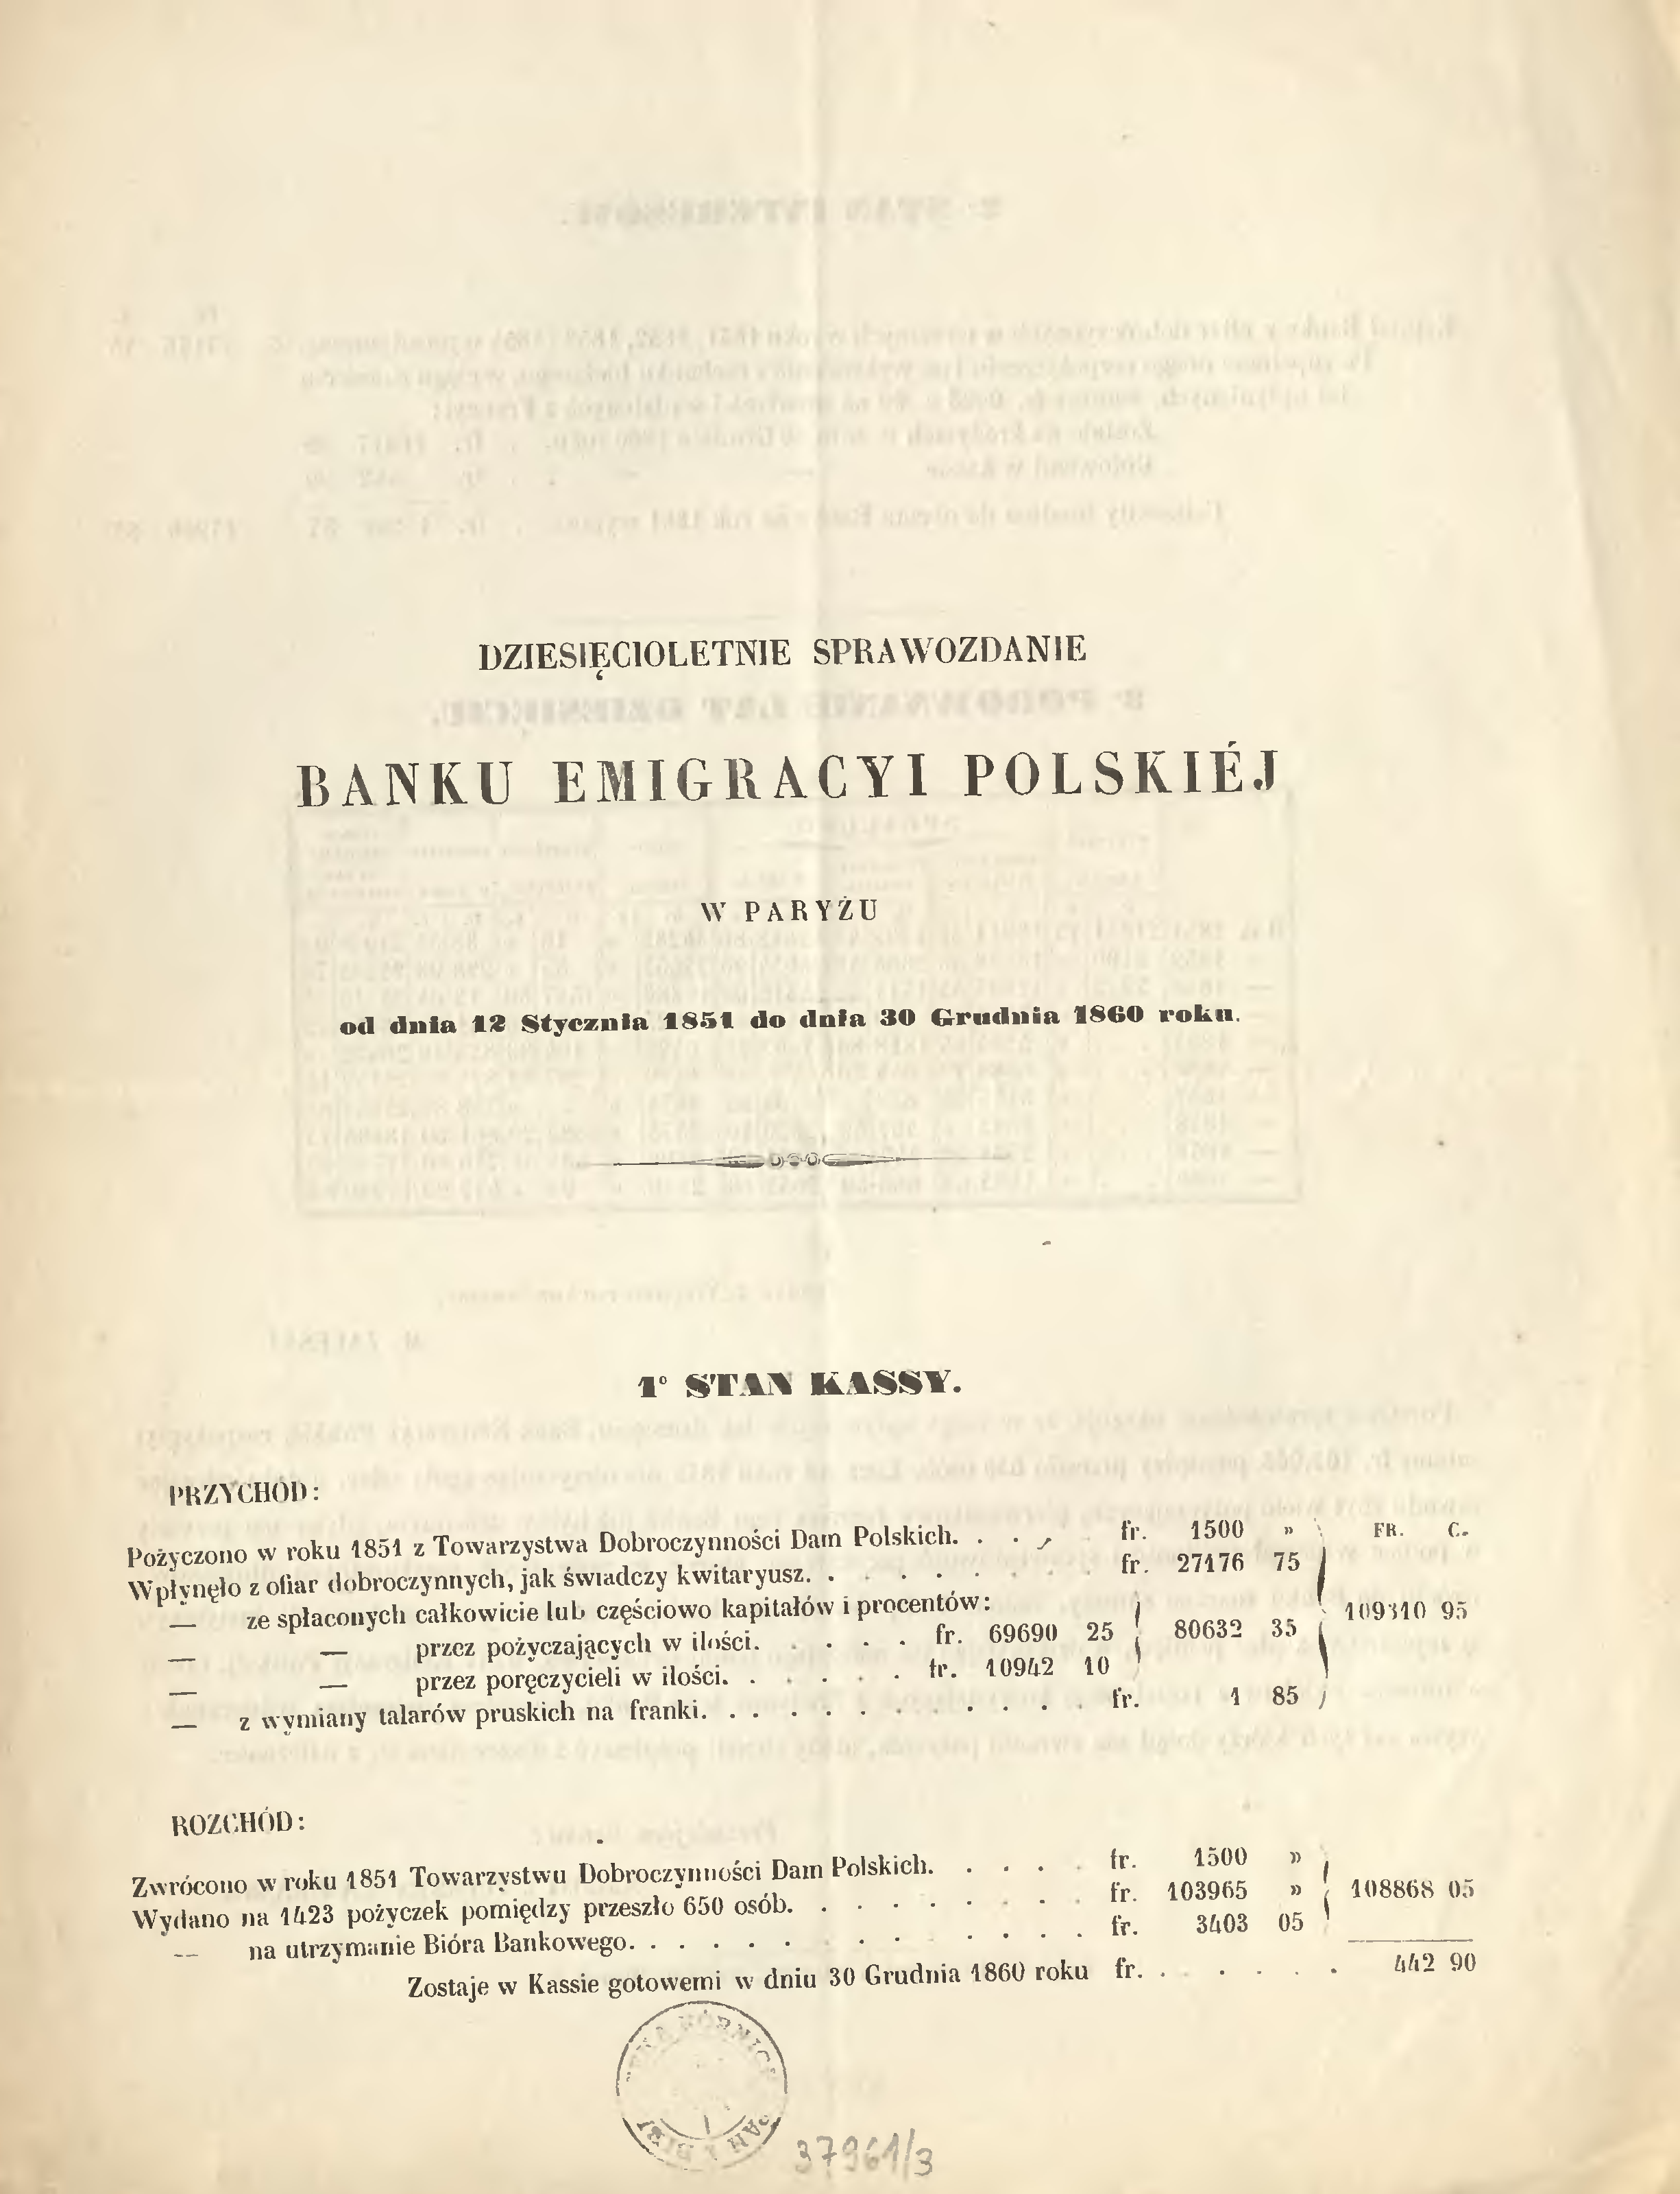 DZIESIĘCIOLETNIE SPRAWOZDANIE
BANKU EMIGRACYI POLSKIÉJ
W PARYŻU
od dnia 12 Stycznia 1851 do dnia 30 Grudnia 1860 roku.
1° STAN KASSY.
PRZYCHÓD:
FR. C.
Pożyczono w roku 1851 z Towarzystwa Dobroczynności Dam Polskich. . . . fr. 1500 »
Wpłynęło z ofiar dobroczynnych, jak świadczy kwitaryusz. . . . . . . . . fr. 27176 75
— ze spłaconych całkowicie lub częściowo kapitałów i procentów:
— — przez pożyczających w ilości. . . . . fr. 69690 25 80632 35 109310 95
— — przez poręczycieli w ilości. . . . . . fr. 10942 10
— z wymiany talarów pruskich na franki. . . . . . . . . . . . fr. 1 85
ROZCHÓD:
Zwrócono w roku 1851 Towarzystwu Dobroczynności Dam Polskich. . . . . fr. 1500 »
Wydano na 1423 pożyczek pomiędzy przeszło 650 osób. . . . . . . . . fr. 103965 » 108868 05
— na utrzymanie Bióra Bankowego. . . . . . . . . . . . . fr. 3403 05
Zostaje w Kassie gotowemi w dniu 30 Grudnia 1860 roku fr. . . . . . . 442 90
37961/3